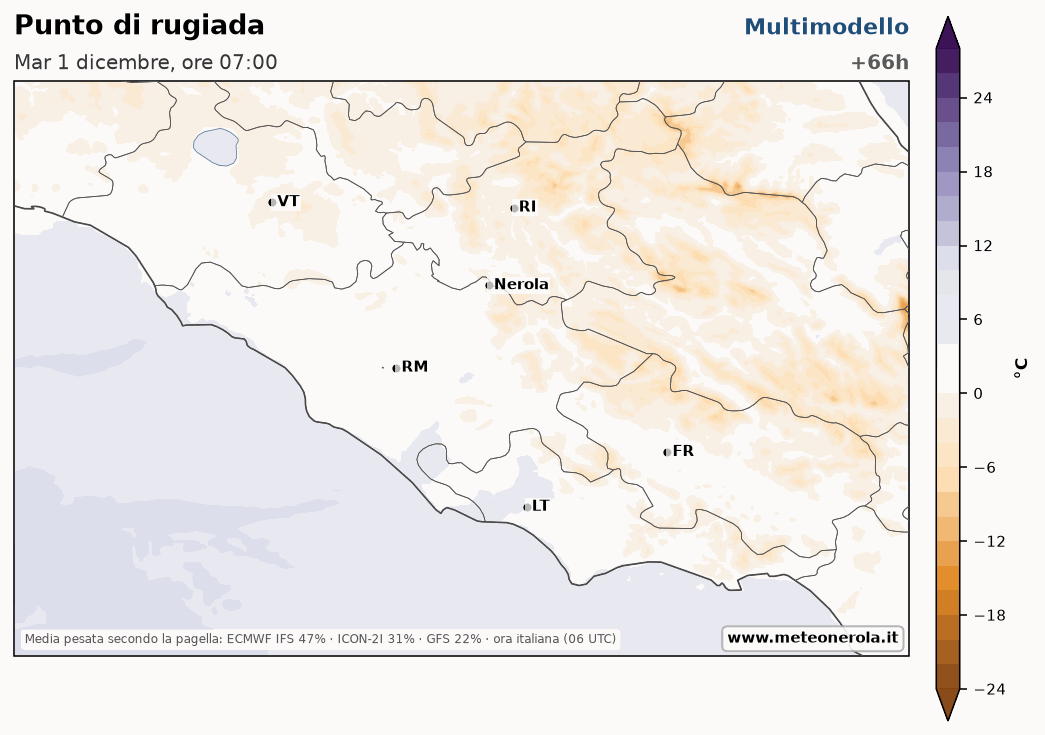 Punto di rugiada
Multimodello
Mar 1 dicembre, ore 07:00
+66h
VT
RI
Nerola
RM
FR
LT
24
18
12
6
0
−6
−12
−18
−24
°C
Media pesata secondo la pagella: ECMWF IFS 47% · ICON-2I 31% · GFS 22% · ora italiana (06 UTC)
www.meteonerola.it